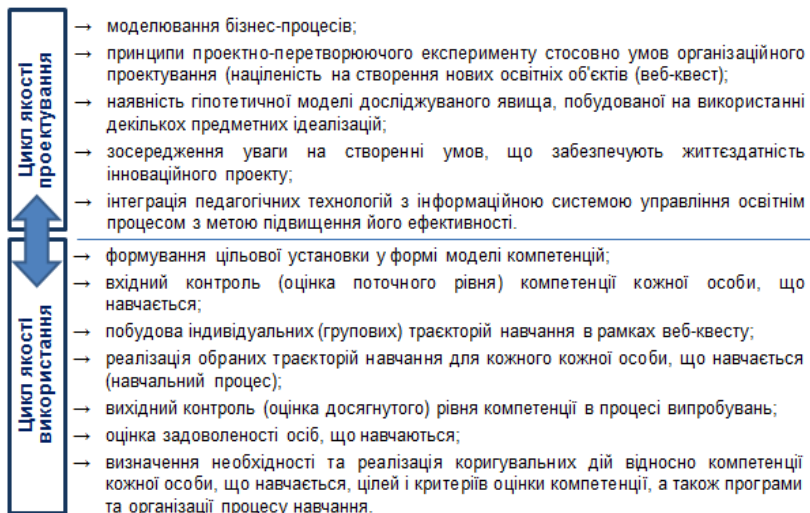 Цикл якості
проектування
→ моделювання бізнес-процесів;
→ принципи проектно-перетворюючого експерименту стосовно умов організаційного
проектування (націленість на створення нових освітніх об'єктів (веб-квест);
→ наявність гіпотетичної моделі досліджуваного явища, побудованої на використанні
декількох предметних ідеалізацій;
→ зосередження уваги на створенні умов, що забезпечують життєздатність
інноваційного проекту;
→ інтеграція педагогічних технологій з інформаційною системою управління освітнім
процесом з метою підвищення його ефективності.
Цикл якості
використання
→ формування цільової установки у формі моделі компетенцій;
→ вхідний контроль (оцінка поточного рівня) компетенції кожної особи, що
навчається;
→ побудова індивідуальних (групових) траєкторій навчання в рамках веб-квесту;
→ реалізація обраних траєкторій навчання для кожного кожної особи, що навчається
(навчальний процес);
→ вихідний контроль (оцінка досягнутого) рівня компетенції в процесі випробувань;
→ оцінка задоволеності осіб, що навчаються;
→ визначення необхідності та реалізація коригувальних дій відносно компетенції
кожної особи, що навчається, цілей і критеріїв оцінки компетенції, а також програми
та організації процесу навчання.